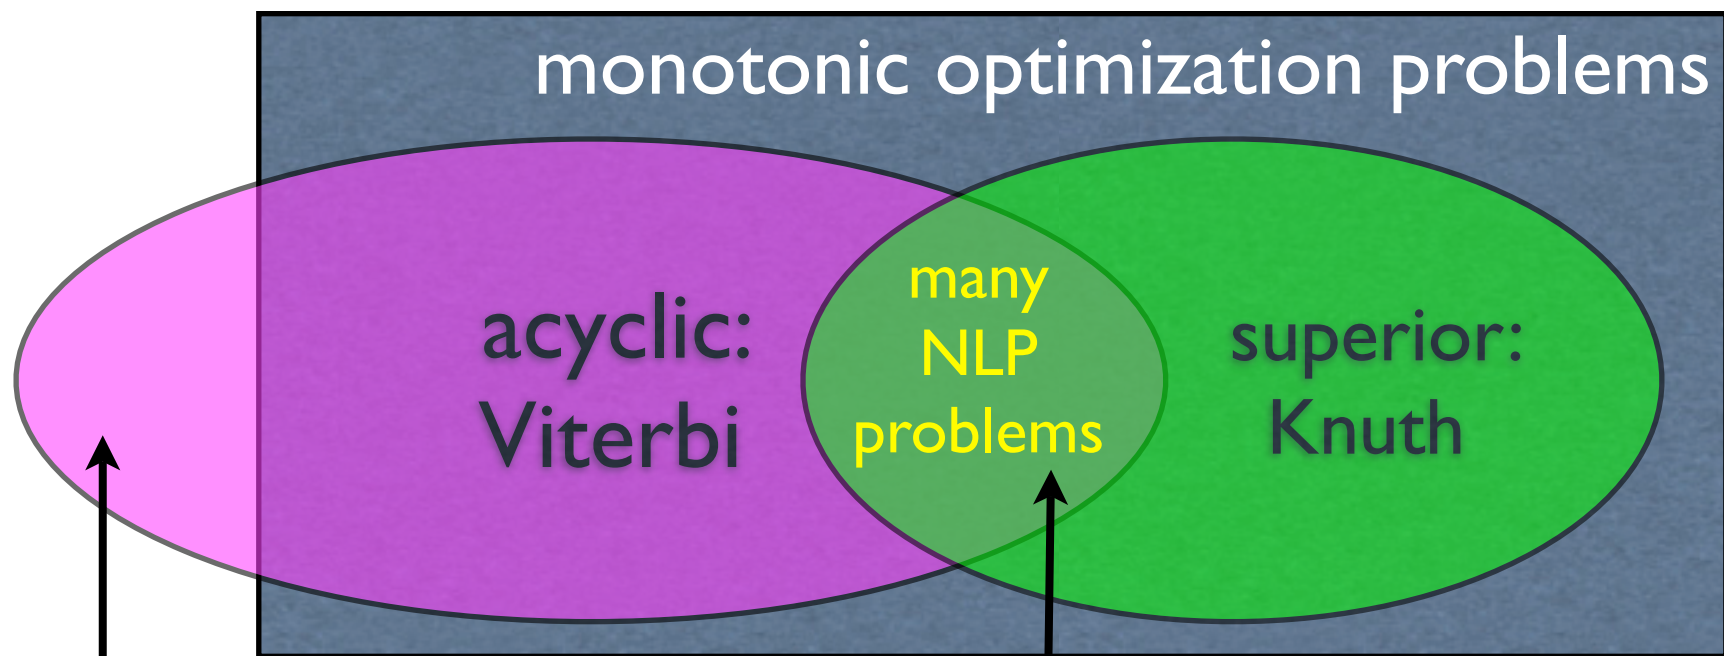 monotonic optimization problems
acyclic:
Viterbi
many
NLP
problems
superior:
Knuth